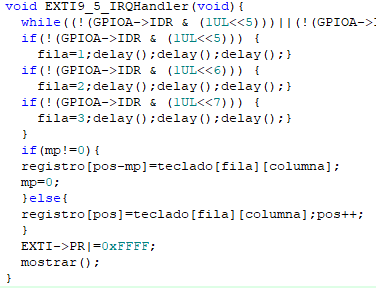 void EXTI9_5_IRQHandler(void){
while((!(GPIOA->IDR & (1UL<<5)))||(!(GPIOA->I
if(!(GPIOA->IDR & (1UL<<5))) {
fila=1;delay();delay();delay();}
if(!(GPIOA->IDR & (1UL<<6))) {
fila=2;delay();delay();delay();}
if(!(GPIOA->IDR & (1UL<<7))) {
fila=3;delay();delay();delay();}
}
if(mp!=0){
registro[pos-mp]=teclado[fila][columna];
mp=0;
}else{
registro[pos]=teclado[fila][columna];pos++;
}
EXTI->PR|=0xFFFF;
mostrar();
}